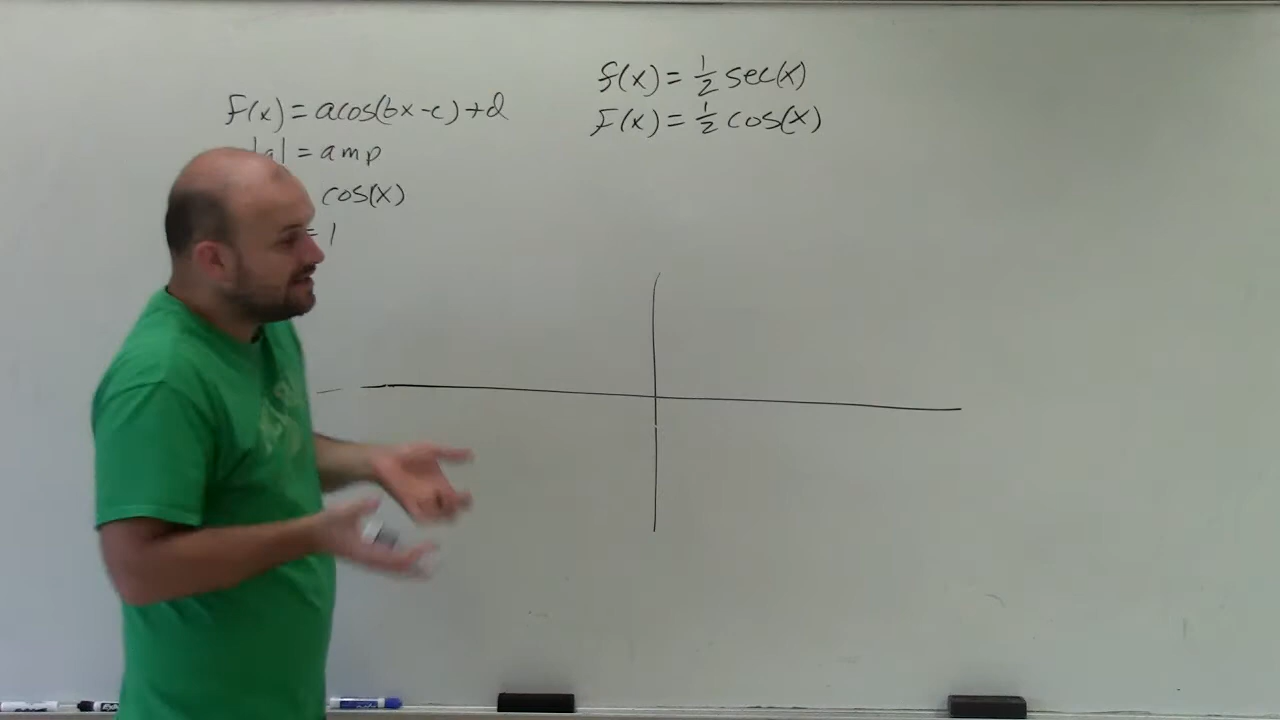 f(x) = acos(bx-c)+d
|a| = amp
cos(x)
= 1
f(x) = 1/2 sec(x)
f(x) = 1/2 cos(x)